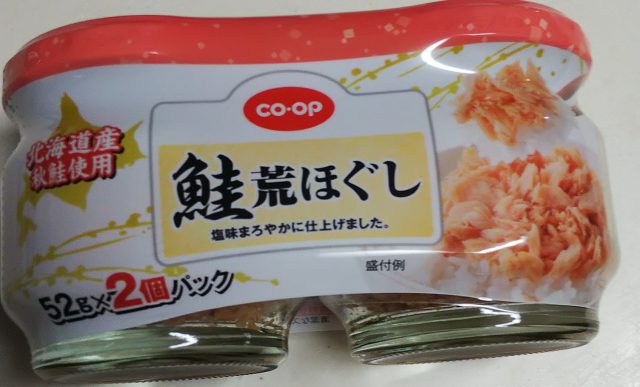 co·op
北海道産
秋鮭使用
鮭荒ほぐし
塩味まろやかに仕上げました。
盛付例
52g×2個パック